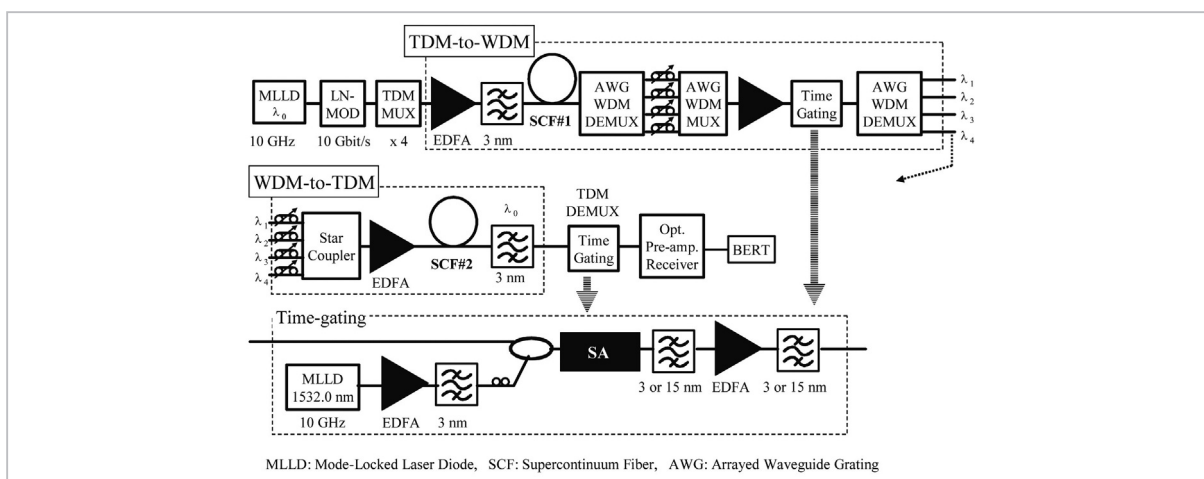 TDM-to-WDM
MLLD
λ₀
10 GHz
LN-
MOD
10 Gbit/s
TDM
MUX
x 4
EDFA
3 nm
SCF#1
AWG
WDM
DEMUX
AWG
WDM
MUX
Time
Gating
AWG
WDM
DEMUX
λ₁
λ₂
λ₃
λ₄
WDM-to-TDM
λ₁
λ₂
λ₃
λ₄
Star
Coupler
EDFA
SCF#2
λ₀
3 nm
TDM
DEMUX
Time
Gating
Opt.
Pre-amp.
Receiver
BERT
Time-gating
MLLD
1532.0 nm
10 GHz
EDFA
3 nm
SA
3 or 15 nm
EDFA
3 or 15 nm
MLLD: Mode-Locked Laser Diode, SCF: Supercontinuum Fiber, AWG: Arrayed Waveguide Grating